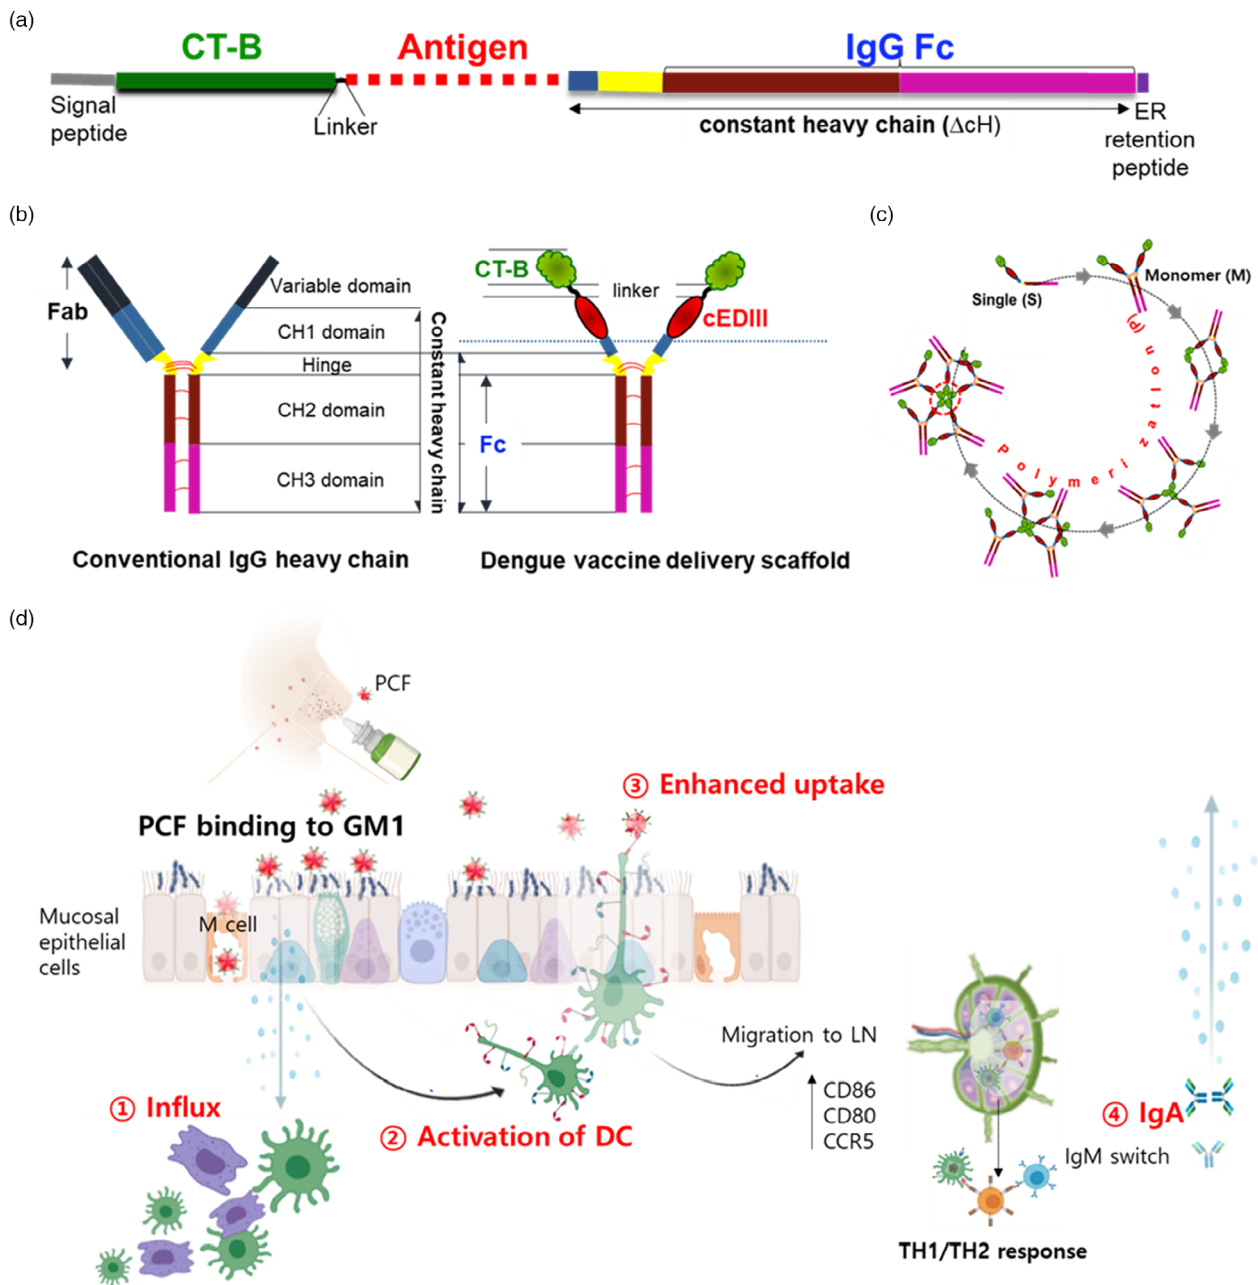 (a)
CT-B
Antigen
IgG Fc
Signal
peptide
Linker
constant heavy chain (ΔcH)
ER
retention
peptide
(b)
Fab
Variable domain
CH1 domain
Hinge
CH2 domain
CH3 domain
Constant heavy chain
Conventional IgG heavy chain
CT-B
linker
cEDIII
Fc
Dengue vaccine delivery scaffold
(c)
Single (S)
Monomer (M)
Polymerization (P)
(d)
PCF
PCF binding to GM1
③ Enhanced uptake
Mucosal
epithelial
cells
M cell
① Influx
② Activation of DC
Migration to LN
CD86
CD80
CCR5
④ IgA
IgM switch
TH1/TH2 response